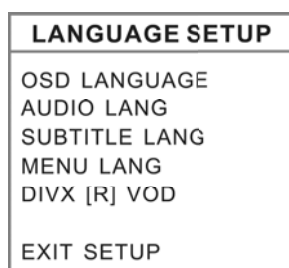 LANGUAGE SETUP
OSD LANGUAGE
AUDIO LANG
SUBTITLE LANG
MENU LANG
DIVX [R] VOD
EXIT SETUP